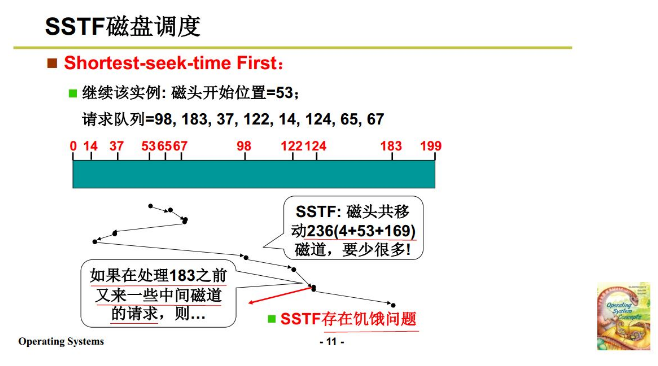 SSTF磁盘调度
Shortest-seek-time First：
继续该实例: 磁头开始位置=53；
请求队列=98, 183, 37, 122, 14, 124, 65, 67
0 14 37 53 65 67 98 122 124 183 199
SSTF: 磁头共移
动236(4+53+169)
磁道，要少很多!
如果在处理183之前
又来一些中间磁道
的请求，则…
SSTF存在饥饿问题
Operating
System
Concepts
Operating Systems
- 11 -